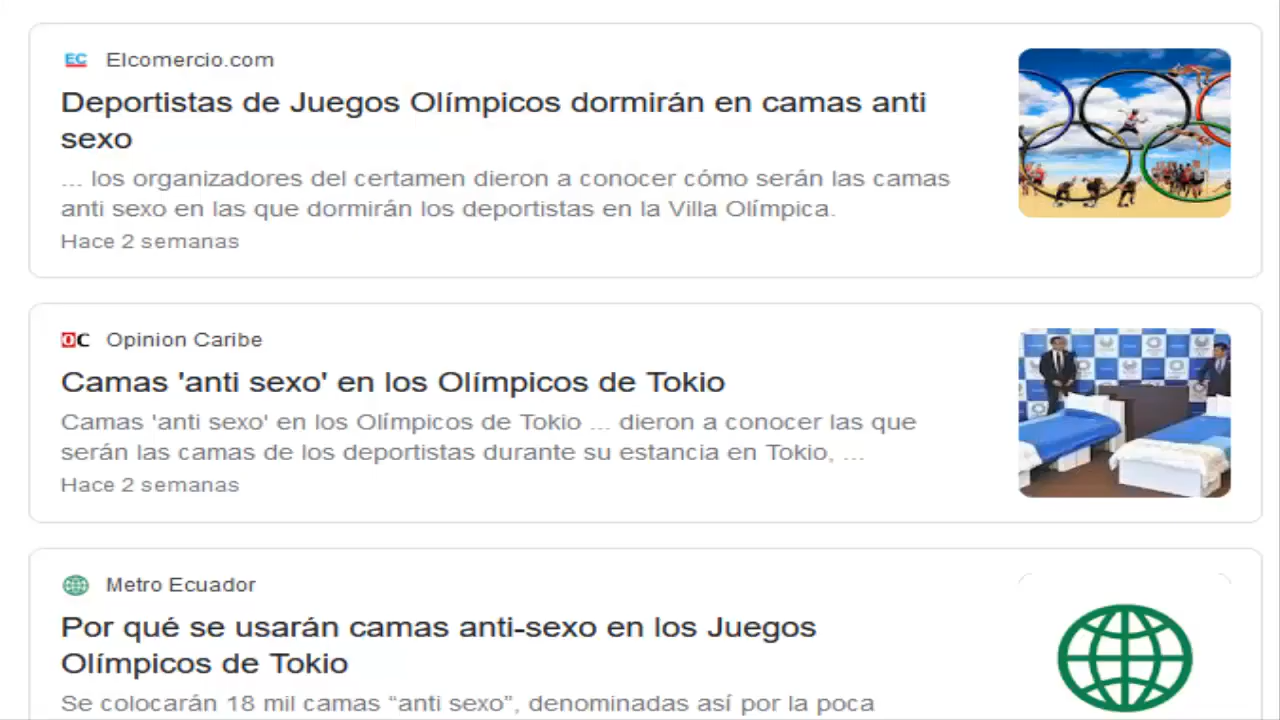 EC Elcomercio.com
Deportistas de Juegos Olímpicos dormirán en camas anti
sexo
... los organizadores del certamen dieron a conocer cómo serán las camas
anti sexo en las que dormirán los deportistas en la Villa Olímpica.
Hace 2 semanas
OC Opinion Caribe
Camas 'anti sexo' en los Olímpicos de Tokio
Camas 'anti sexo' en los Olímpicos de Tokio ... dieron a conocer las que
serán las camas de los deportistas durante su estancia en Tokio, ...
Hace 2 semanas
Metro Ecuador
Por qué se usarán camas anti-sexo en los Juegos
Olímpicos de Tokio
Se colocarán 18 mil camas “anti sexo”, denominadas así por la poca